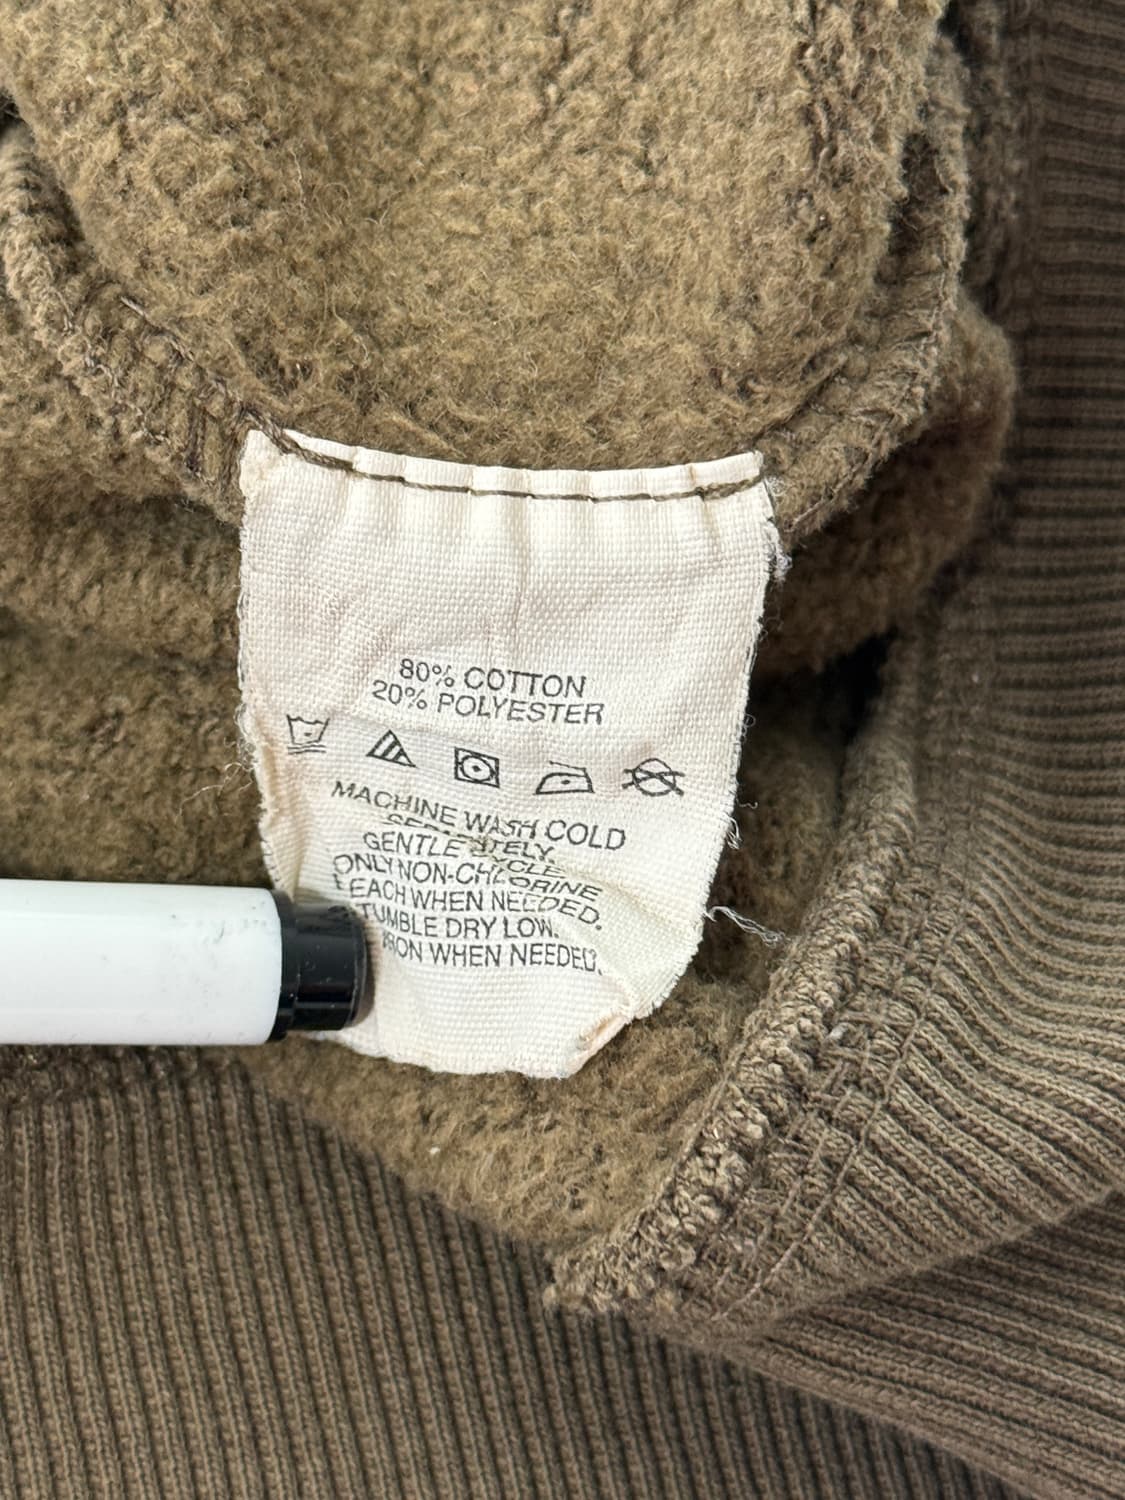 80% COTTON
20% POLYESTER
MACHINE WASH COLD
GENTLE CYCLE
ONLY NON-CHLORINE
EACH WHEN NEEDED.
TUMBLE DRY LOW.
IRON WHEN NEEDED.